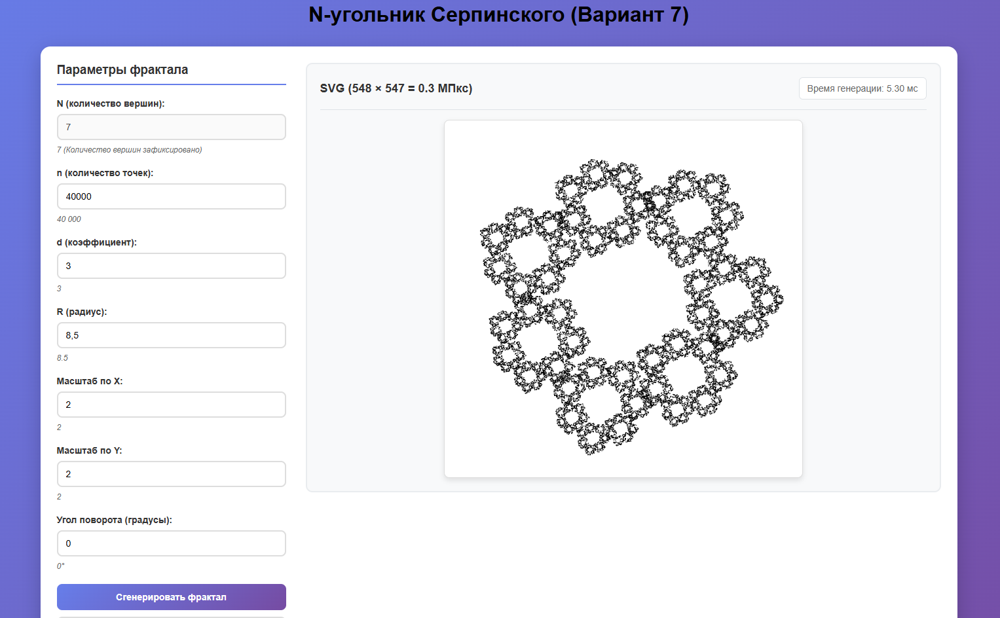 N-угольник Серпинского (Вариант 7)
Параметры фрактала
N (количество вершин):
7
7 (Количество вершин зафиксировано)
n (количество точек):
40000
40 000
d (коэффициент):
3
3
R (радиус):
8,5
8.5
Масштаб по X:
2
2
Масштаб по Y:
2
2
Угол поворота (градусы):
0
0°
Сгенерировать фрактал
SVG (548 × 547 = 0.3 МПкс)
Время генерации: 5.30 мс